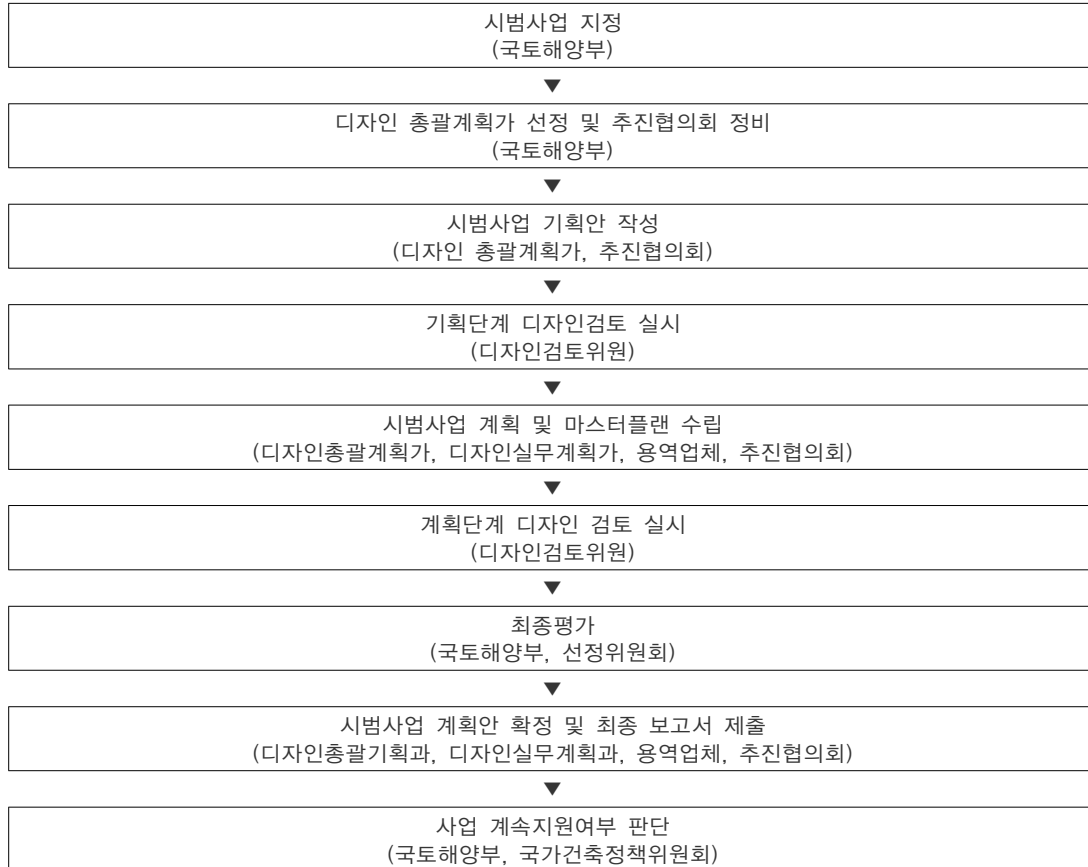 시범사업 지정
(국토해양부)
▼
디자인 총괄계획가 선정 및 추진협의회 정비
(국토해양부)
▼
시범사업 기획안 작성
(디자인 총괄계획가, 추진협의회)
▼
기획단계 디자인검토 실시
(디자인검토위원)
▼
시범사업 계획 및 마스터플랜 수립
(디자인총괄계획가, 디자인실무계획가, 용역업체, 추진협의회)
▼
계획단계 디자인 검토 실시
(디자인검토위원)
▼
최종평가
(국토해양부, 선정위원회)
▼
시범사업 계획안 확정 및 최종 보고서 제출
(디자인총괄기획과, 디자인실무계획과, 용역업체, 추진협의회)
▼
사업 계속지원여부 판단
(국토해양부, 국가건축정책위원회)